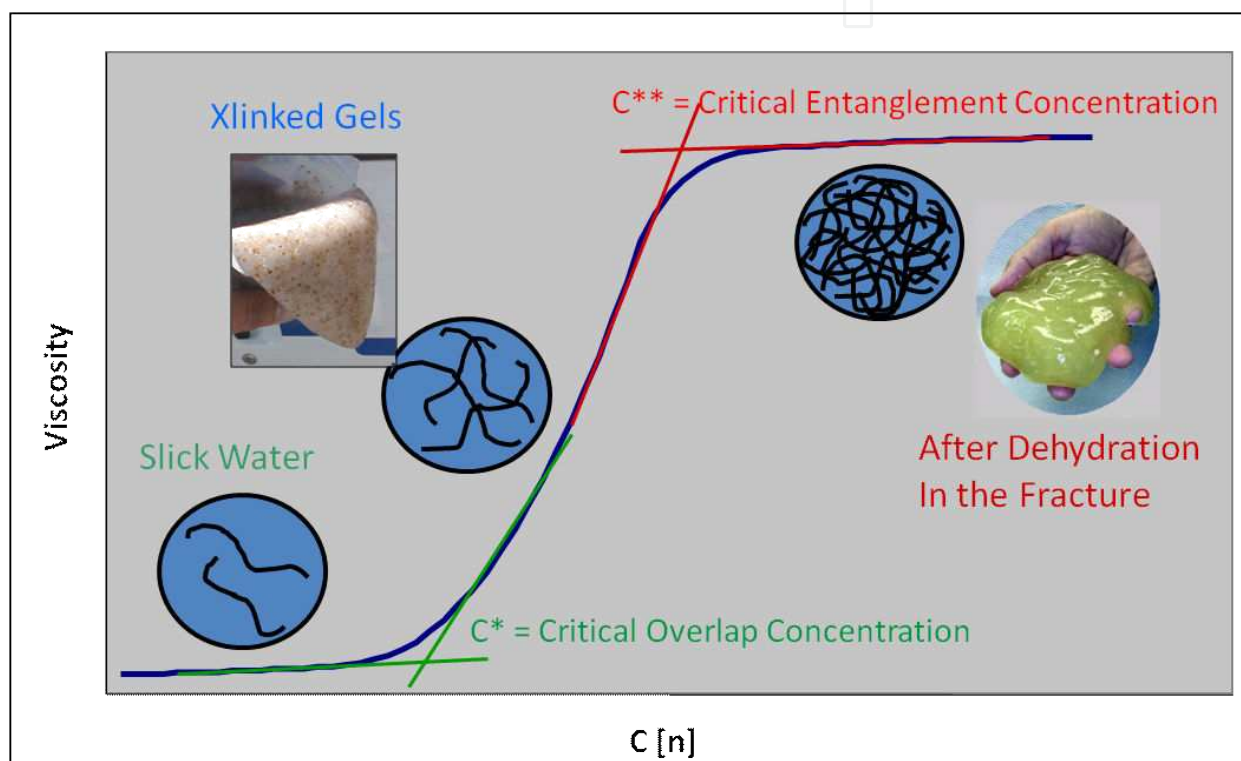 C** = Critical Entanglement Concentration
Xlinked Gels
Viscosity
Slick Water
After Dehydration
In the Fracture
C* = Critical Overlap Concentration
C [n]